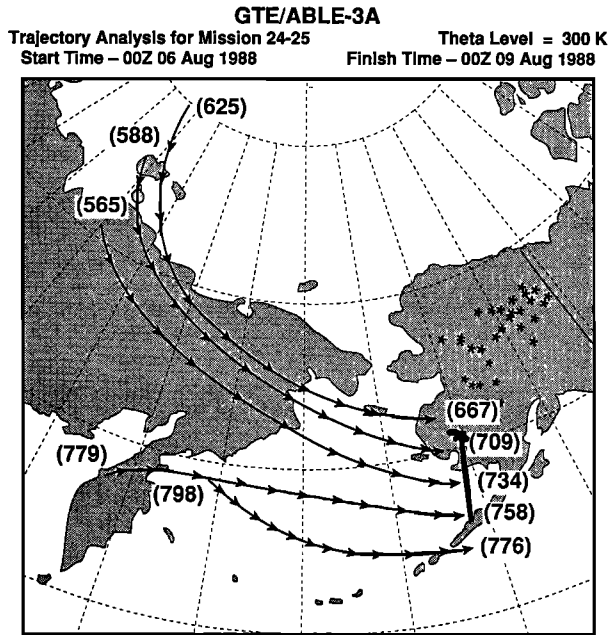 GTE/ABLE-3A
Trajectory Analysis for Mission 24-25
Theta Level = 300 K
Start Time – 00Z 06 Aug 1988
Finish Time – 00Z 09 Aug 1988
(625)
(588)
(565)
(667)
(709)
(779)
(734)
(798)
(758)
(776)